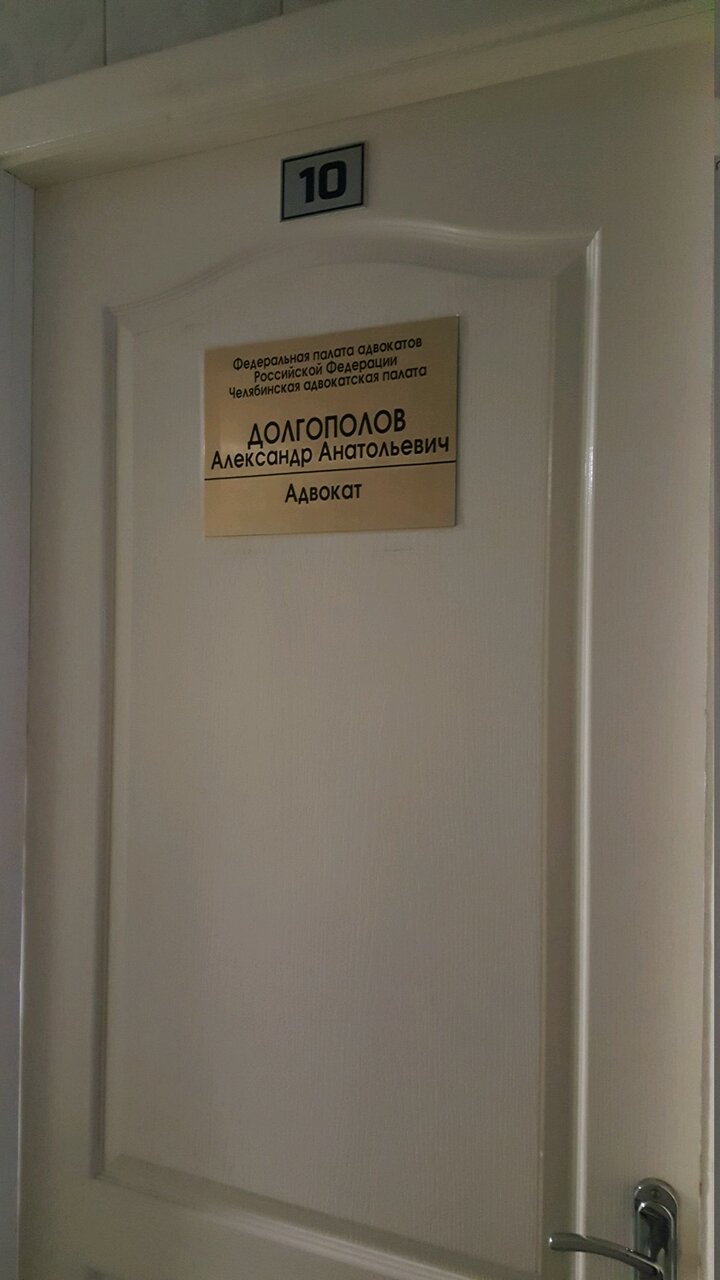 10
Федеральная палата адвокатов
Российской Федерации
Челябинская адвокатская палата
ДОЛГОПОЛОВ
Александр Анатольевич
Адвокат